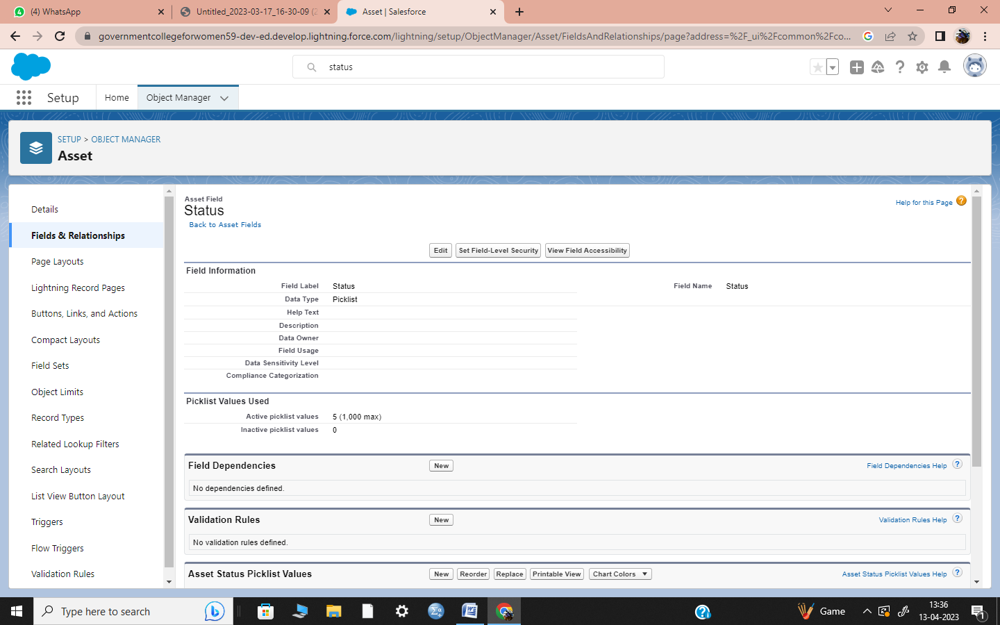 (4) WhatsApp
Untitled_2023-03-17_16-30-09 (2
Asset | Salesforce
governmentcollegeforwomen59-dev-ed.develop.lightning.force.com/lightning/setup/ObjectManager/Asset/FieldsAndRelationships/page?address=%2F_ui%2Fcommon%2Fco...
status
Setup
Home
Object Manager
SETUP > OBJECT MANAGER
Asset
Details
Fields & Relationships
Page Layouts
Lightning Record Pages
Buttons, Links, and Actions
Compact Layouts
Field Sets
Object Limits
Record Types
Related Lookup Filters
Search Layouts
List View Button Layout
Triggers
Flow Triggers
Validation Rules
Asset Field
Status
Back to Asset Fields
Help for this Page
Edit Set Field-Level Security View Field Accessibility
Field Information
Field Label Status Field Name Status
Data Type Picklist
Help Text
Description
Data Owner
Field Usage
Data Sensitivity Level
Compliance Categorization
Picklist Values Used
Active picklist values 5 (1,000 max)
Inactive picklist values 0
Field Dependencies New Field Dependencies Help ?
No dependencies defined.
Validation Rules New Validation Rules Help ?
No validation rules defined.
Asset Status Picklist Values New Reorder Replace Printable View Chart Colors Asset Status Picklist Values Help ?
Type here to search
Game
13:36
13-04-2023
1